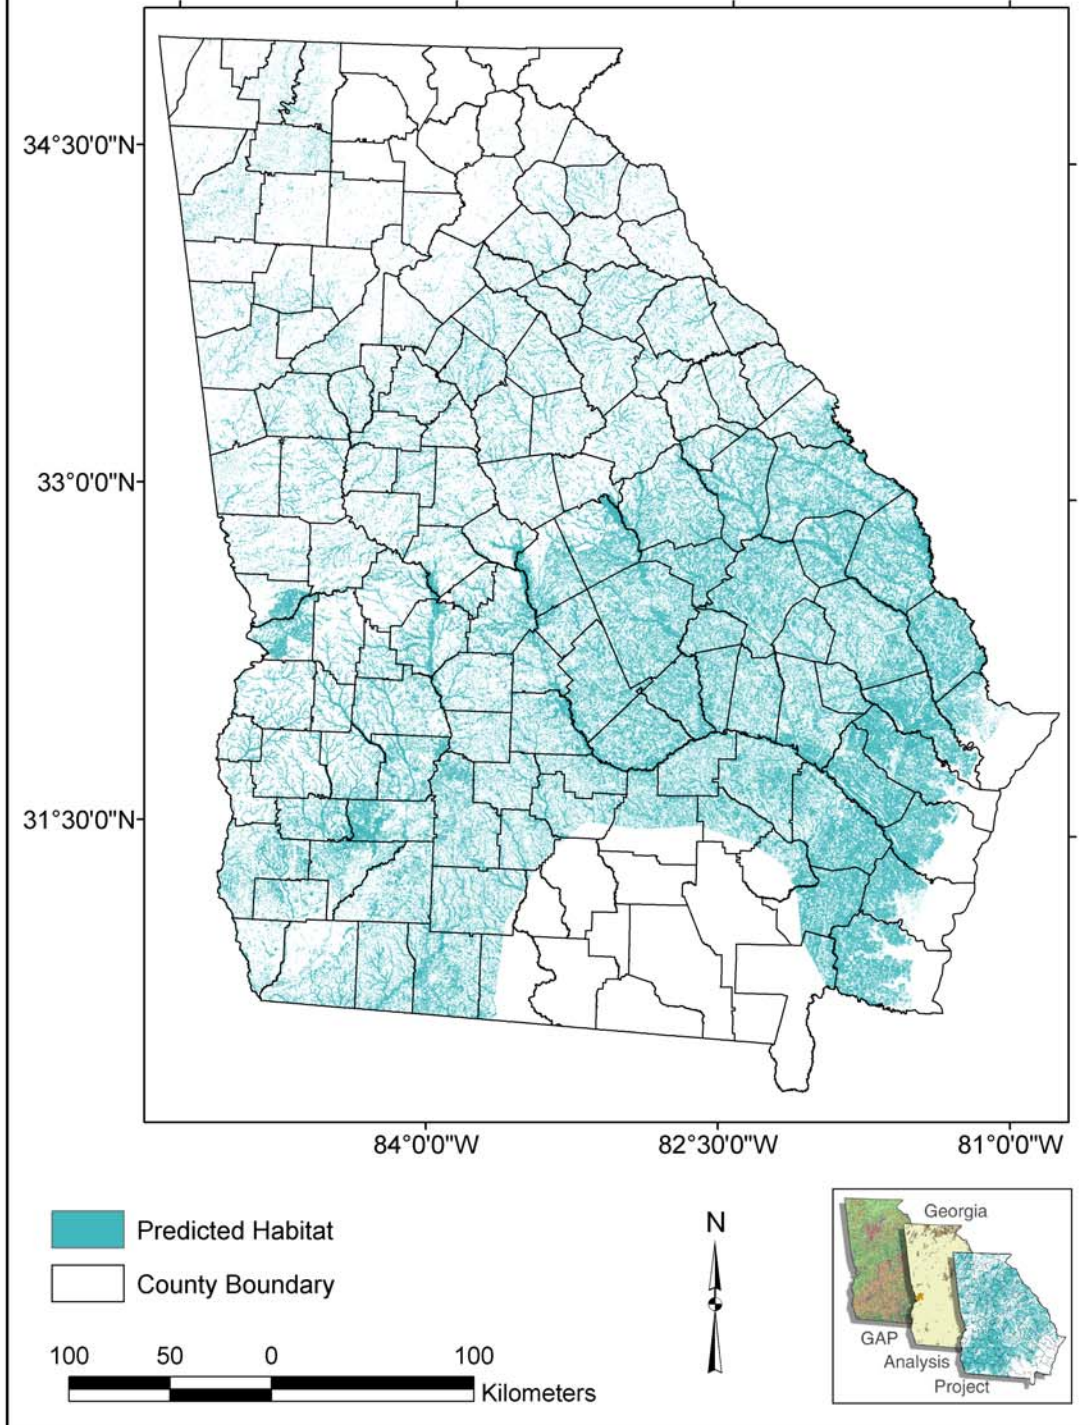 34°30'0"N
33°0'0"N
31°30'0"N
84°0'0"W 82°30'0"W 81°0'0"W
Predicted Habitat
County Boundary
100 50 0 100
Kilometers
N
Georgia
GAP
Analysis
Project